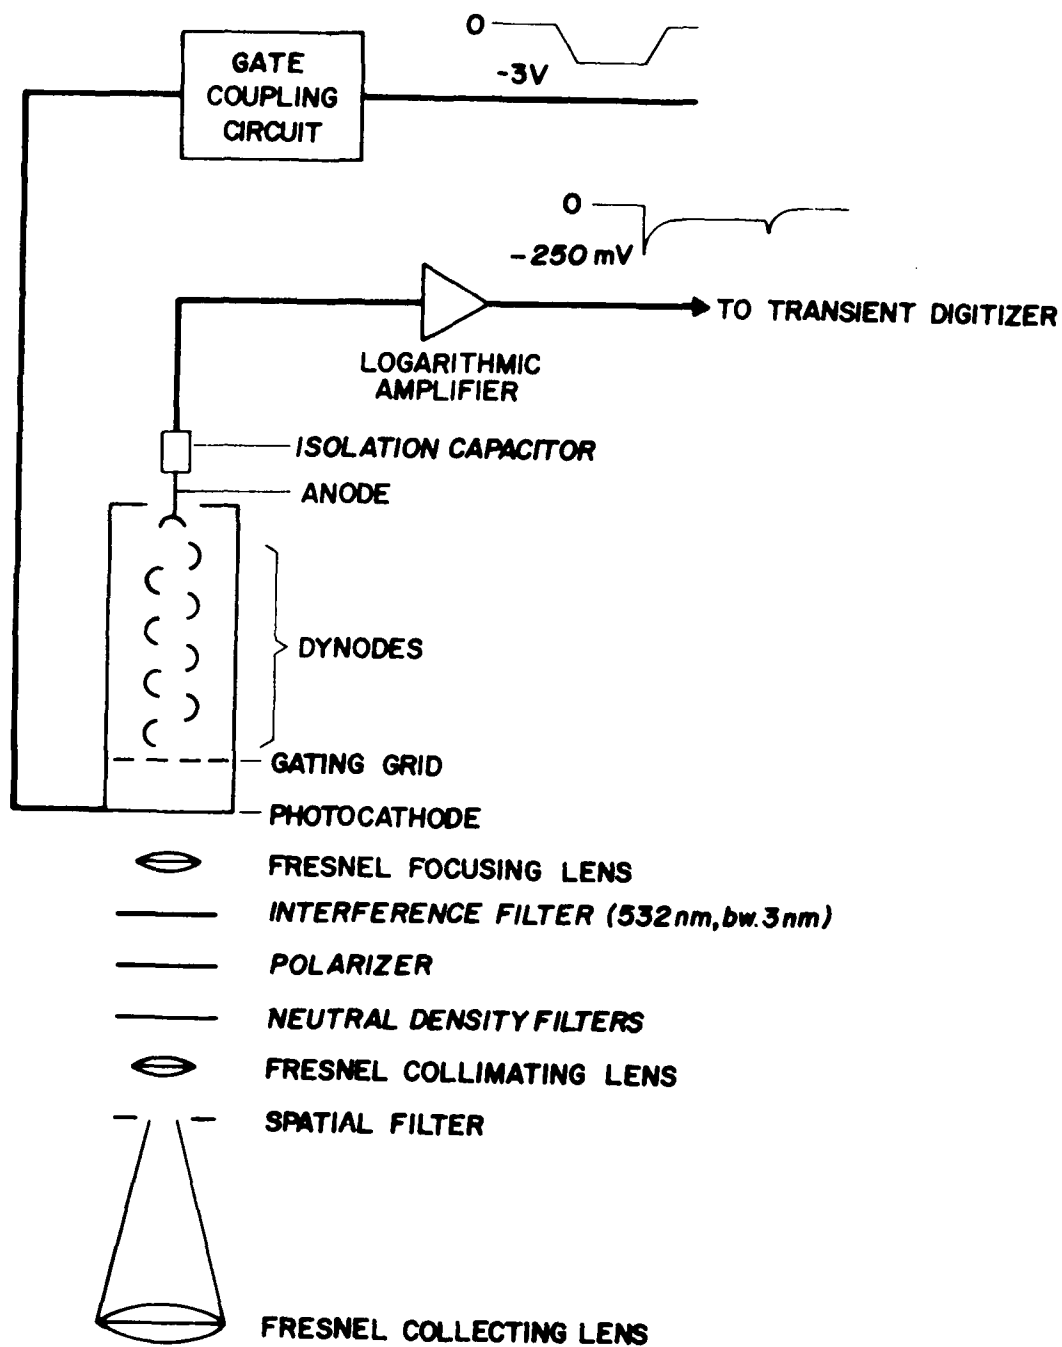 0
-3V
GATE
COUPLING
CIRCUIT
0
-250 mV
TO TRANSIENT DIGITIZER
LOGARITHMIC
AMPLIFIER
ISOLATION CAPACITOR
ANODE
DYNODES
GATING GRID
PHOTOCATHODE
FRESNEL FOCUSING LENS
INTERFERENCE FILTER (532nm, bw. 3nm)
POLARIZER
NEUTRAL DENSITY FILTERS
FRESNEL COLLIMATING LENS
SPATIAL FILTER
FRESNEL COLLECTING LENS